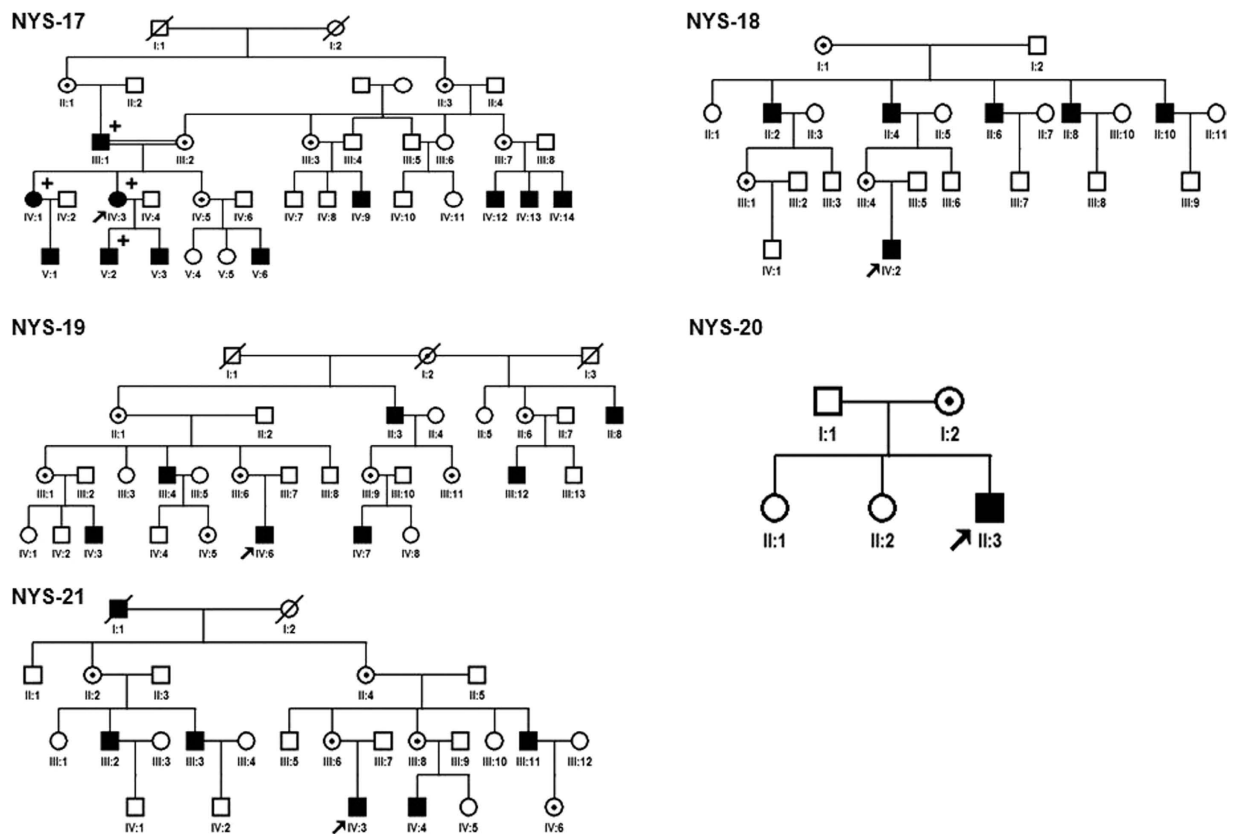 NYS-17
I:1 I:2
II:1 II:2 II:3 II:4
+
III:1 III:2 III:3 III:4 III:5 III:6 III:7 III:8
+ +
IV:1 IV:2 IV:3 IV:4 IV:5 IV:6 IV:7 IV:8 IV:9 IV:10 IV:11 IV:12 IV:13 IV:14
+
V:1 V:2 V:3 V:4 V:5 V:6
NYS-18
I:1 I:2
II:1 II:2 II:3 II:4 II:5 II:6 II:7 II:8 III:10 II:10 II:11
III:1 III:2 III:3 III:4 III:5 III:6 III:7 III:8 III:9
IV:1 IV:2
NYS-19
I:1 I:2 I:3
II:1 II:2 II:3 II:4 II:5 II:6 II:7 II:8
III:1 III:2 III:3 III:4 III:5 III:6 III:7 III:8 III:9 III:10 III:11 III:12 III:13
IV:1 IV:2 IV:3 IV:4 IV:5 IV:6 IV:7 IV:8
NYS-20
I:1 I:2
II:1 II:2 II:3
NYS-21
I:1 I:2
II:1 II:2 II:3 II:4 II:5
III:1 III:2 III:3 III:3 III:4 III:5 III:6 III:7 III:8 III:9 III:10 III:11 III:12
IV:1 IV:2 IV:3 IV:4 IV:5 IV:6